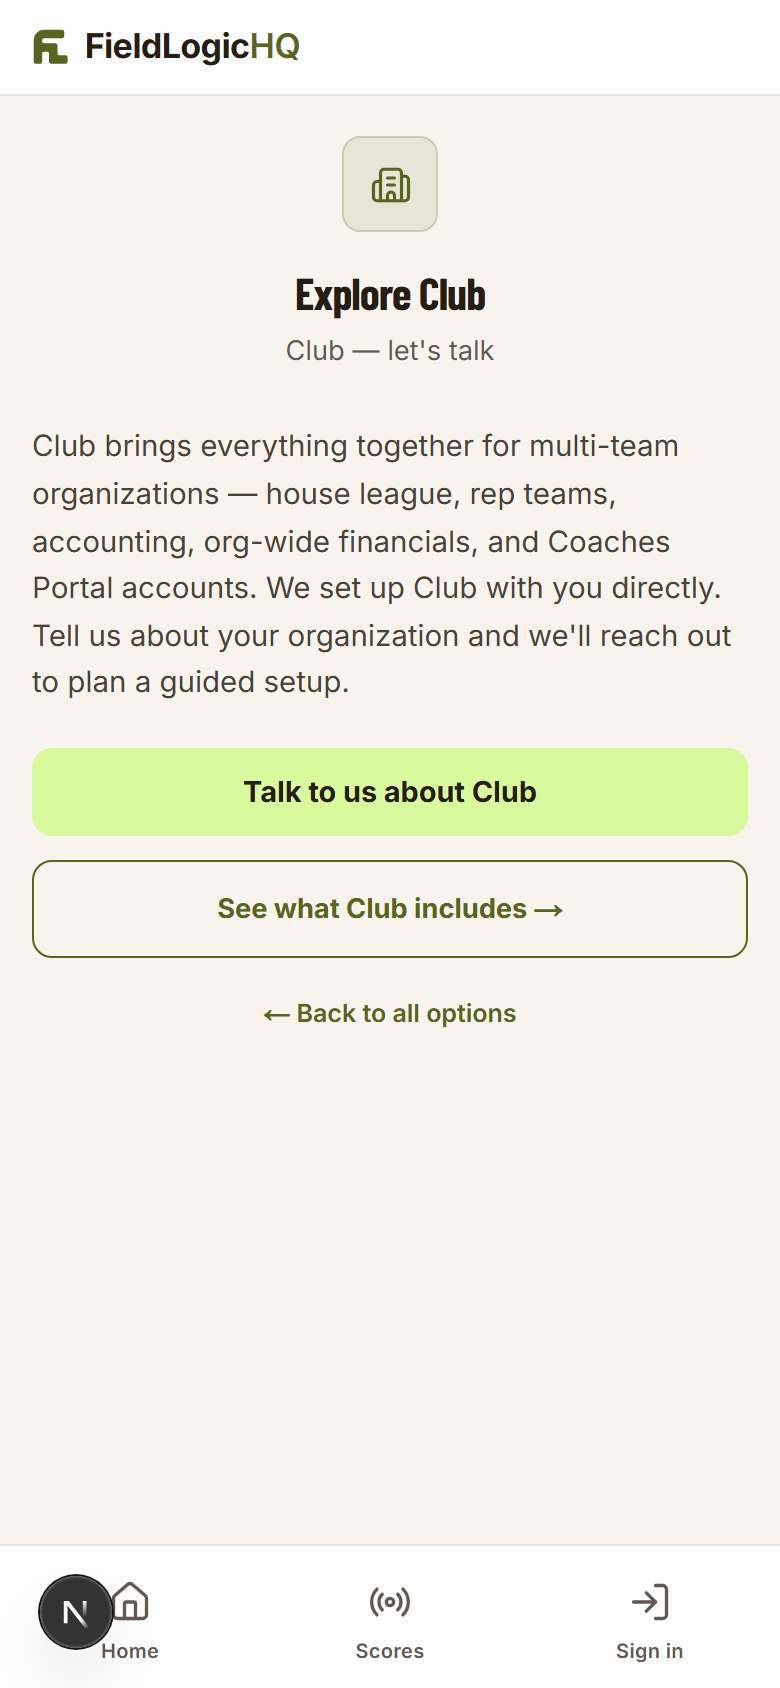 FieldLogicHQ
Explore Club
Club — let's talk
Club brings everything together for multi-team
organizations — house league, rep teams,
accounting, org-wide financials, and Coaches
Portal accounts. We set up Club with you directly.
Tell us about your organization and we'll reach out
to plan a guided setup.
Talk to us about Club
See what Club includes →
← Back to all options
N
Home
Scores
Sign in